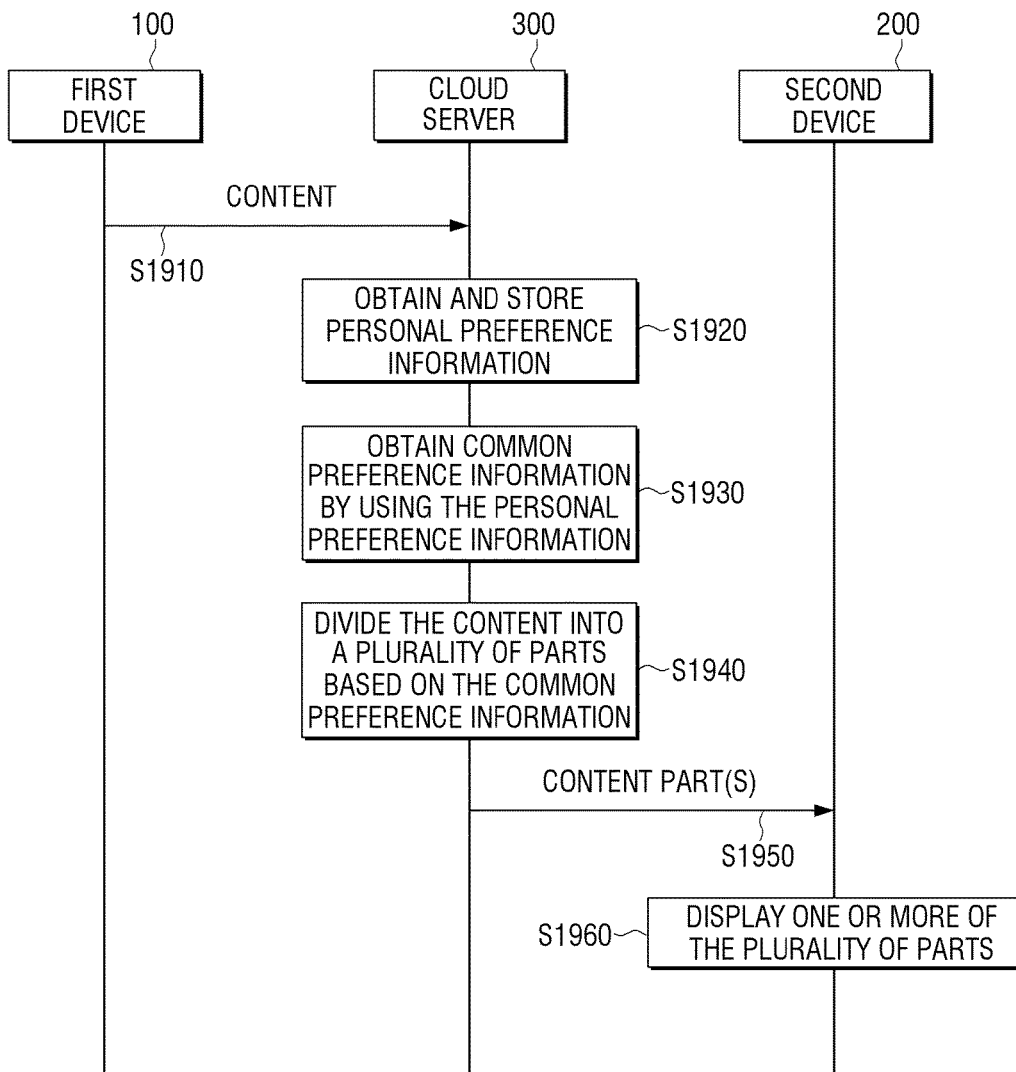 100
300
200
FIRST
DEVICE
CLOUD
SERVER
SECOND
DEVICE
CONTENT
S1910
OBTAIN AND STORE
PERSONAL PREFERENCE
INFORMATION
S1920
OBTAIN COMMON
PREFERENCE INFORMATION
BY USING THE PERSONAL
PREFERENCE INFORMATION
S1930
DIVIDE THE CONTENT INTO
A PLURALITY OF PARTS
BASED ON THE COMMON
PREFERENCE INFORMATION
S1940
CONTENT PART(S)
S1950
S1960
DISPLAY ONE OR MORE OF
THE PLURALITY OF PARTS